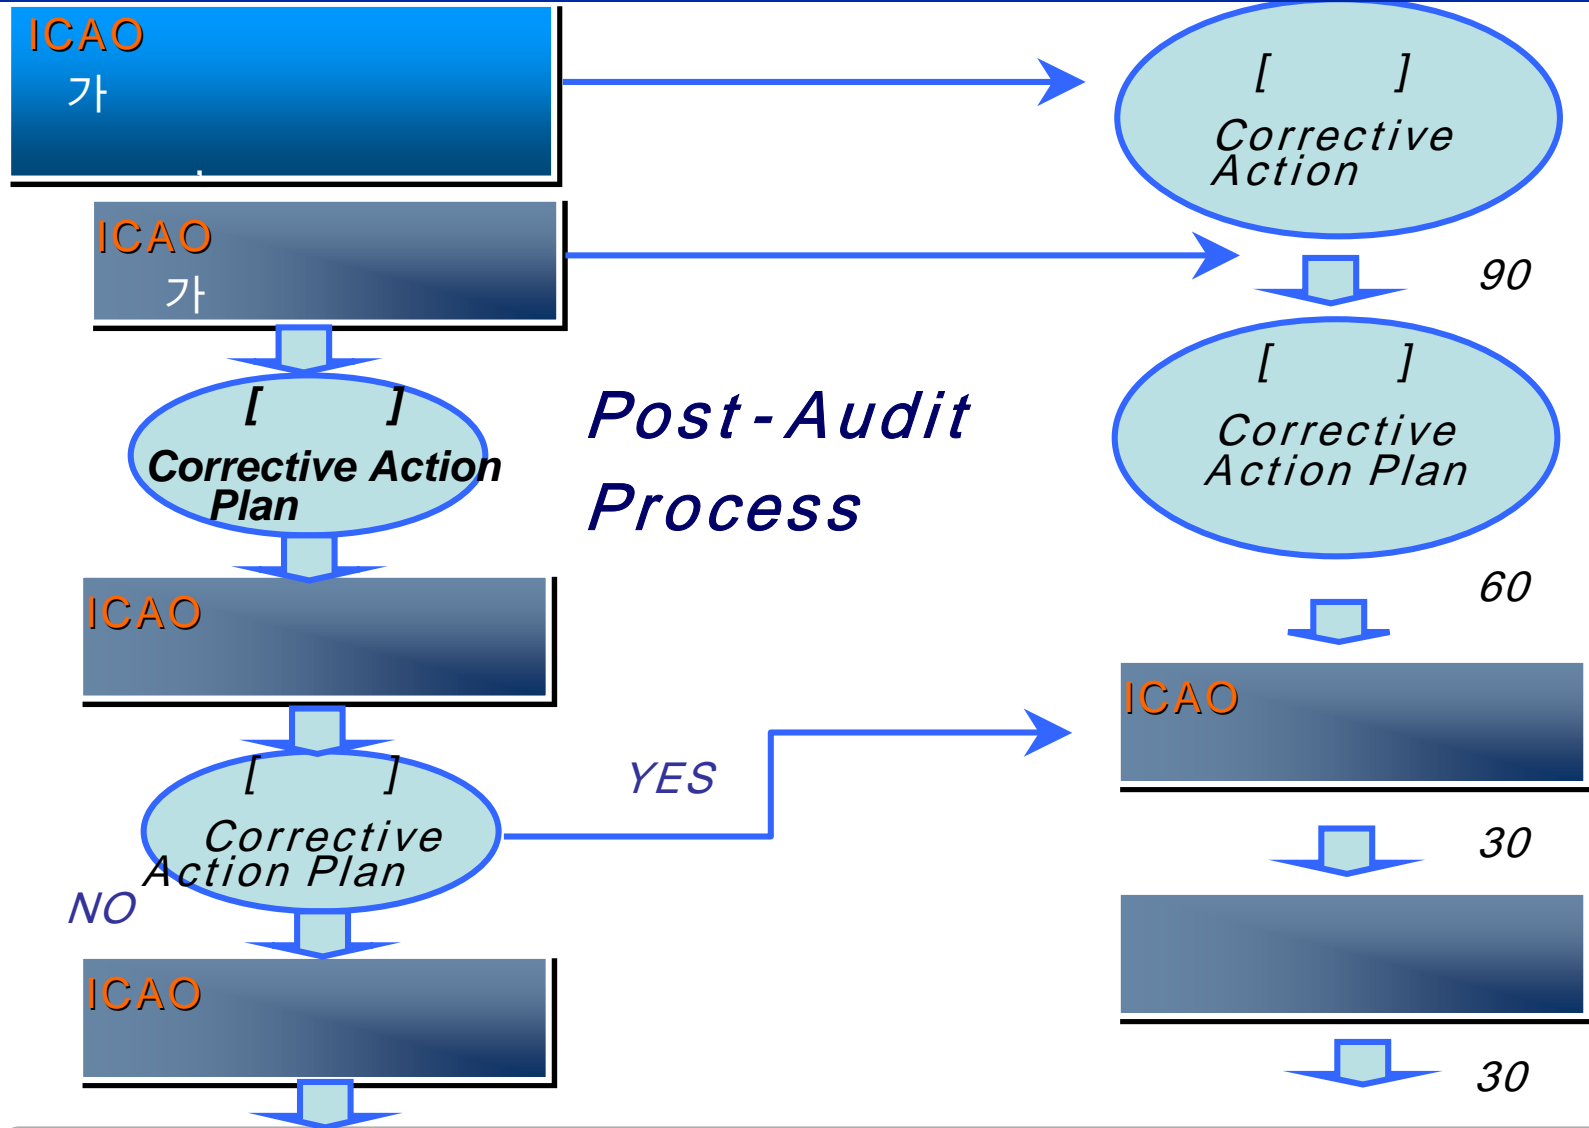 ICAO
가
[ ]
Corrective
Action
ICAO
가
90
[ ]
Corrective Action
Plan
Post-Audit
Process
[ ]
Corrective
Action Plan
60
ICAO
[ ]
Corrective
Action Plan
YES
NO
ICAO
30
ICAO
30